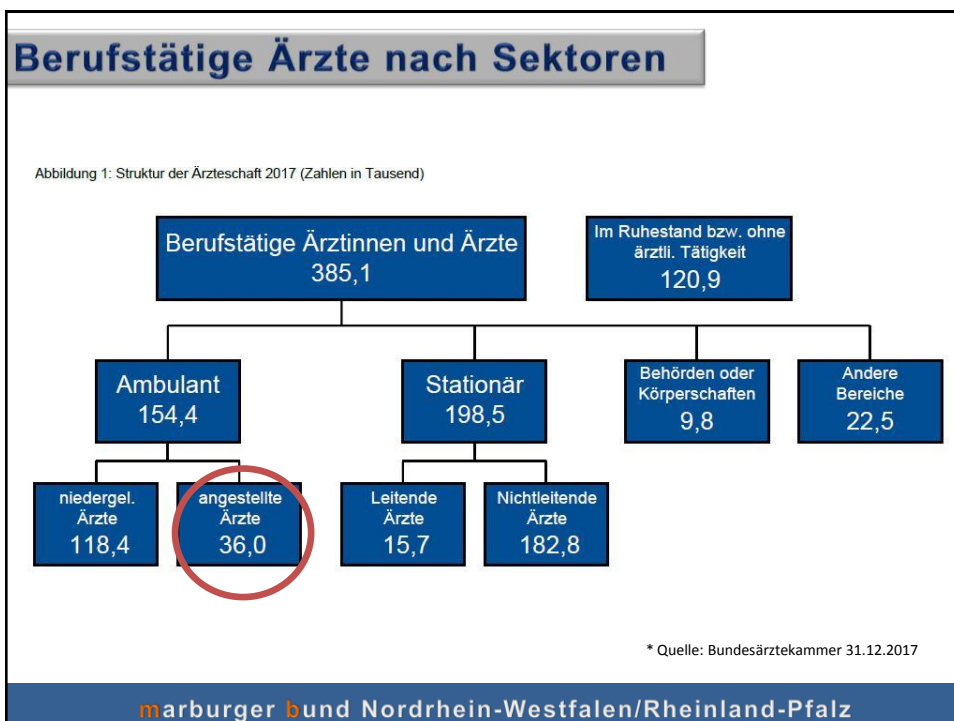 Berufstätige Ärzte nach Sektoren
Abbildung 1: Struktur der Ärzteschaft 2017 (Zahlen in Tausend)
Berufstätige Ärztinnen und Ärzte
385,1
Im Ruhestand bzw. ohne
ärztli. Tätigkeit
120,9
Ambulant
154,4
Stationär
198,5
Behörden oder
Körperschaften
9,8
Andere
Bereiche
22,5
niedergel.
Ärzte
118,4
angestellte
Ärzte
36,0
Leitende
Ärzte
15,7
Nichtleitende
Ärzte
182,8
* Quelle: Bundesärztekammer 31.12.2017
marburger bund Nordrhein-Westfalen/Rheinland-Pfalz